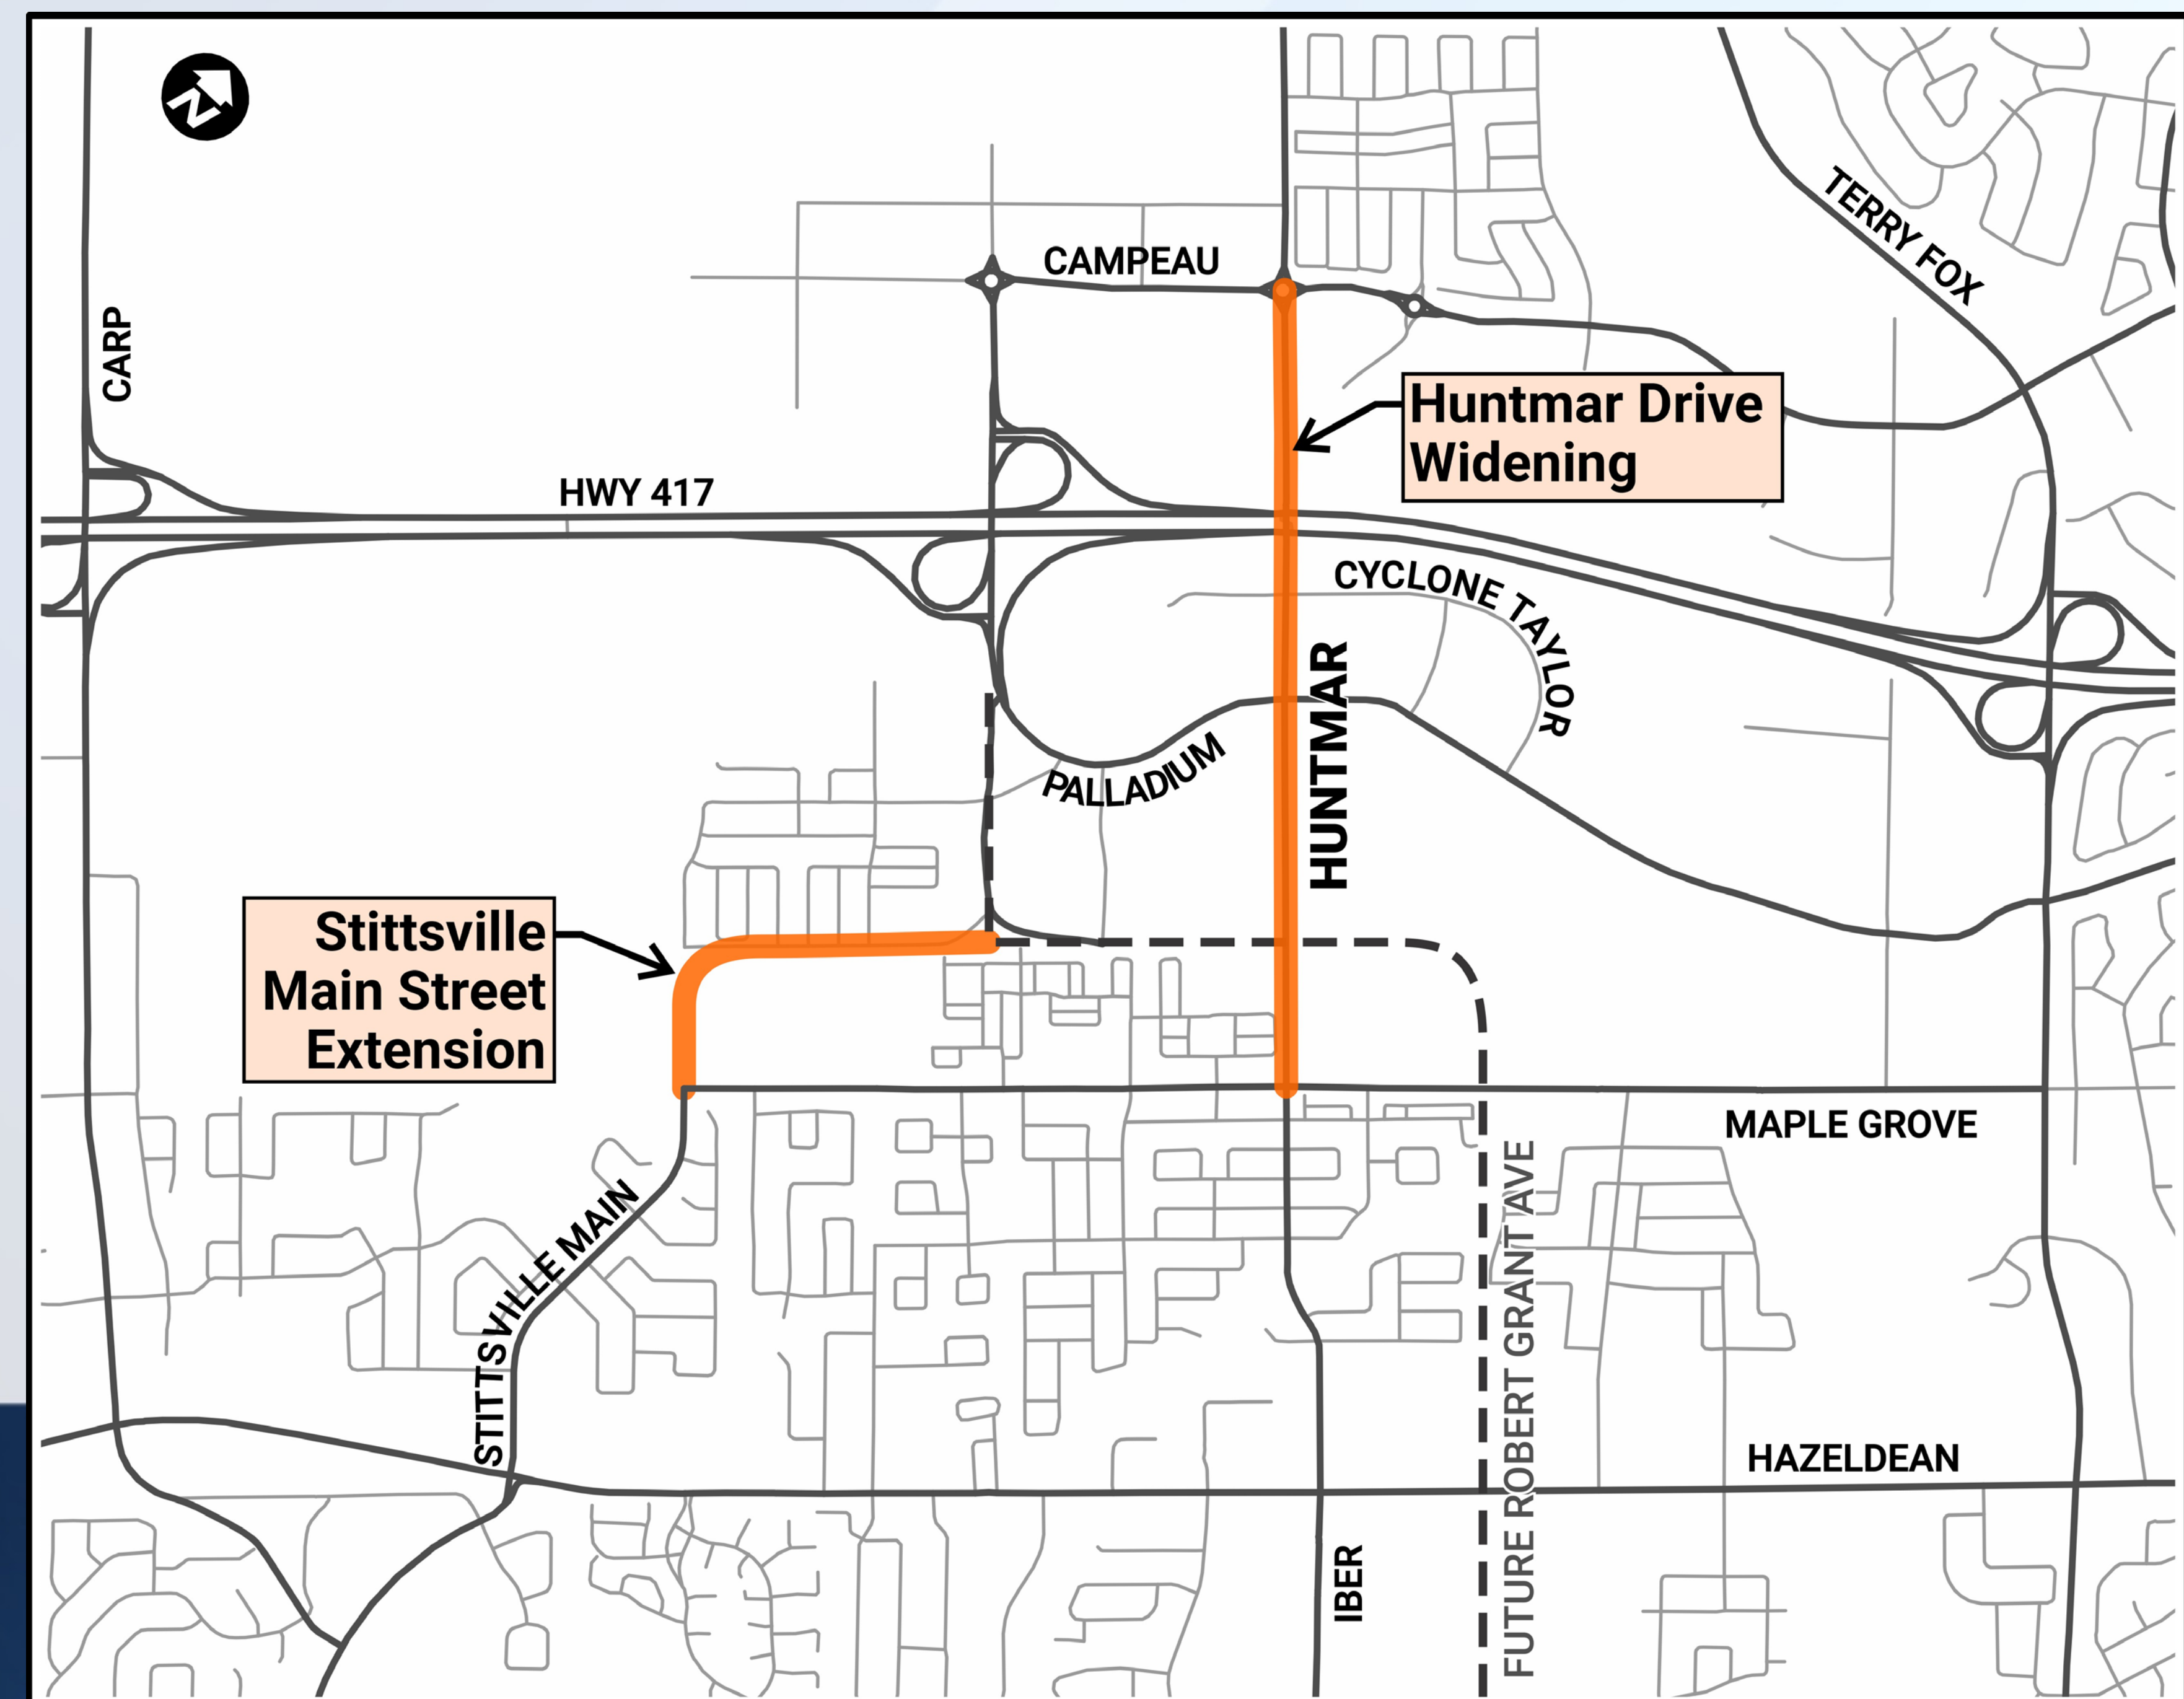 N
CAMPEAU
TERRY FOX
CARP
Huntmar Drive
Widening
HWY 417
CYCLONE TAYLOR
HUNTMAR
PALLADIUM
Stittsville
Main Street
Extension
MAPLE GROVE
STITTSVILLE MAIN
FUTURE ROBERT GRANT AVE
HAZELDEAN
IBER